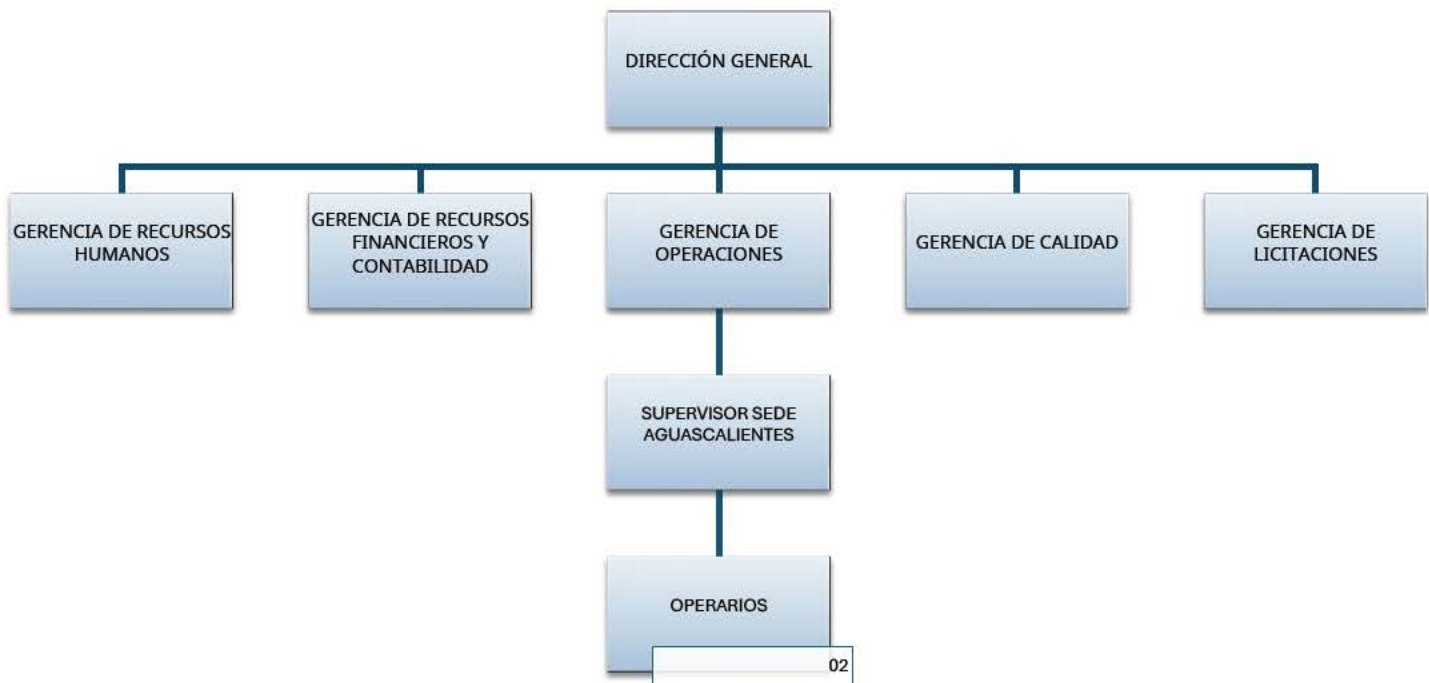 DIRECCIÓN GENERAL
GERENCIA DE RECURSOS
HUMANOS
GERENCIA DE RECURSOS
FINANCIEROS Y
CONTABILIDAD
GERENCIA DE
OPERACIONES
GERENCIA DE CALIDAD
GERENCIA DE
LICITACIONES
SUPERVISOR SEDE
AGUASCALIENTES
OPERARIOS
02